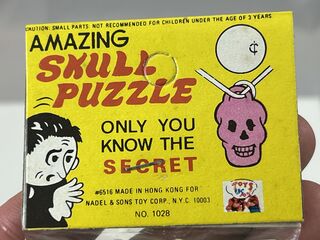 CAUTION: SMALL PARTS NOT RECOMMENDED FOR CHILDREN UNDER THE AGE OF 3 YEARS
AMAZING
SKULL
PUZZLE
¢
ONLY YOU
KNOW THE
SECRET
#6516 MADE IN HONG KONG FOR
NADEL & SONS TOY CORP., N.Y.C. 10003
NO. 1028
TOYS